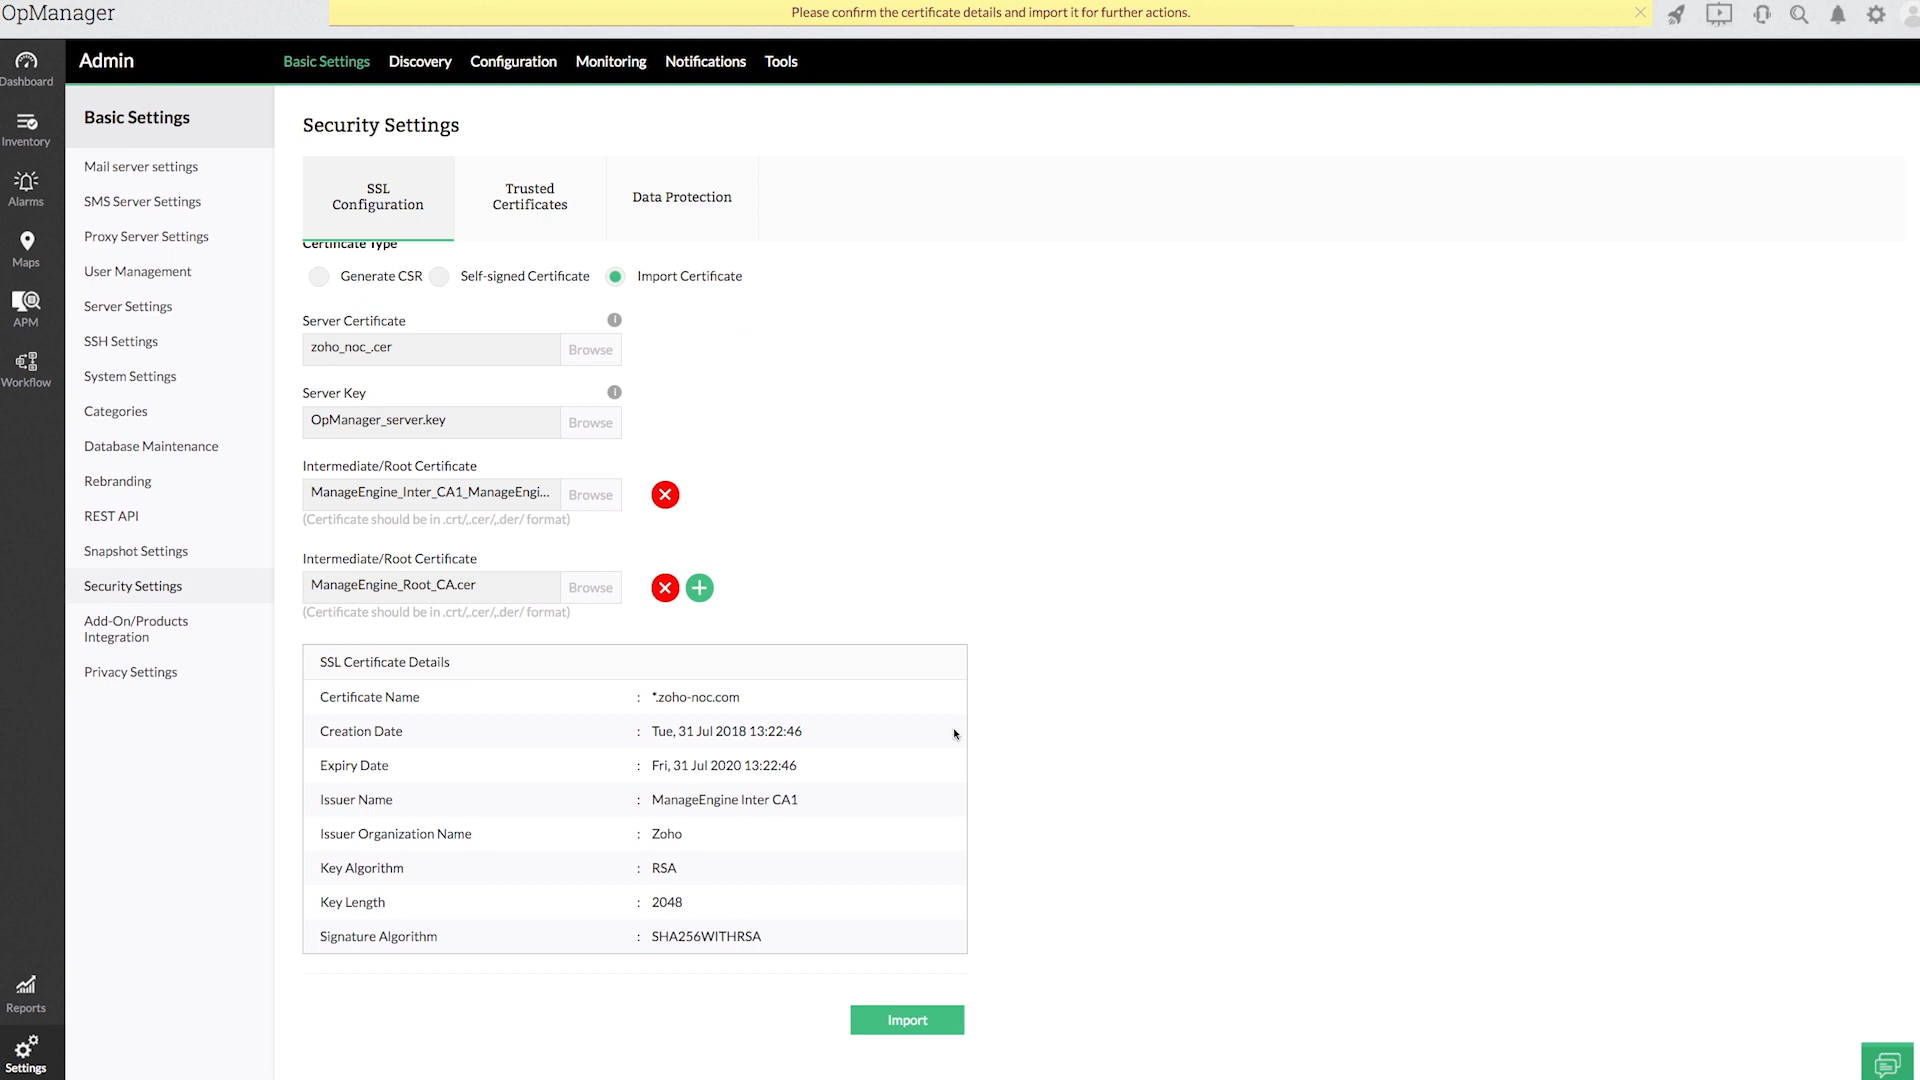 OpManager
Please confirm the certificate details and import it for further actions.
Dashboard
Inventory
Alarms
Maps
APM
Workflow
Reports
Settings
Admin
Basic Settings
Discovery
Configuration
Monitoring
Notifications
Tools
Basic Settings
Mail server settings
SMS Server Settings
Proxy Server Settings
User Management
Server Settings
SSH Settings
System Settings
Categories
Database Maintenance
Rebranding
REST API
Snapshot Settings
Security Settings
Add-On/Products
Integration
Privacy Settings
Security Settings
SSL
Configuration
Trusted
Certificates
Data Protection
Certificate Type
Generate CSR
Self-signed Certificate
Import Certificate
Server Certificate
zoho_noc_.cer
Browse
Server Key
OpManager_server.key
Browse
Intermediate/Root Certificate
ManageEngine_Inter_CA1_ManageEngi...
Browse
(Certificate should be in .crt/,.cer/,.der/ format)
Intermediate/Root Certificate
ManageEngine_Root_CA.cer
Browse
(Certificate should be in .crt/,.cer/,.der/ format)
SSL Certificate Details
Certificate Name : *.zoho-noc.com
Creation Date : Tue, 31 Jul 2018 13:22:46
Expiry Date : Fri, 31 Jul 2020 13:22:46
Issuer Name : ManageEngine Inter CA1
Issuer Organization Name : Zoho
Key Algorithm : RSA
Key Length : 2048
Signature Algorithm : SHA256WITHRSA
Import